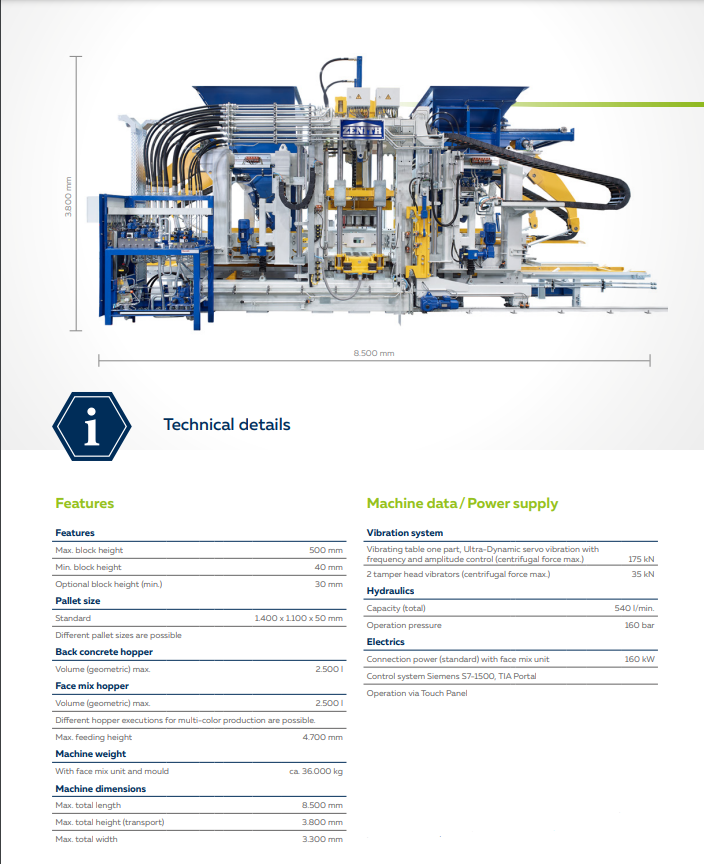 ZENITH
3.800 mm
8.500 mm
i
Technical details
Features
Features
Max. block height 500 mm
Min. block height 40 mm
Optional block height (min.) 30 mm
Pallet size
Standard 1.400 x 1.100 x 50 mm
Different pallet sizes are possible
Back concrete hopper
Volume (geometric) max. 2.500 l
Face mix hopper
Volume (geometric) max. 2.500 l
Different hopper executions for multi-color production are possible.
Max. feeding height 4.700 mm
Machine weight
With face mix unit and mould ca. 36.000 kg
Machine dimensions
Max. total length 8.500 mm
Max. total height (transport) 3.800 mm
Max. total width 3.300 mm
Machine data / Power supply
Vibration system
Vibrating table one part, Ultra-Dynamic servo vibration with
frequency and amplitude control (centrifugal force max.) 175 kN
2 tamper head vibrators (centrifugal force max.) 35 kN
Hydraulics
Capacity (total) 540 l/min.
Operation pressure 160 bar
Electrics
Connection power (standard) with face mix unit 160 kW
Control system Siemens S7-1500, TIA Portal
Operation via Touch Panel